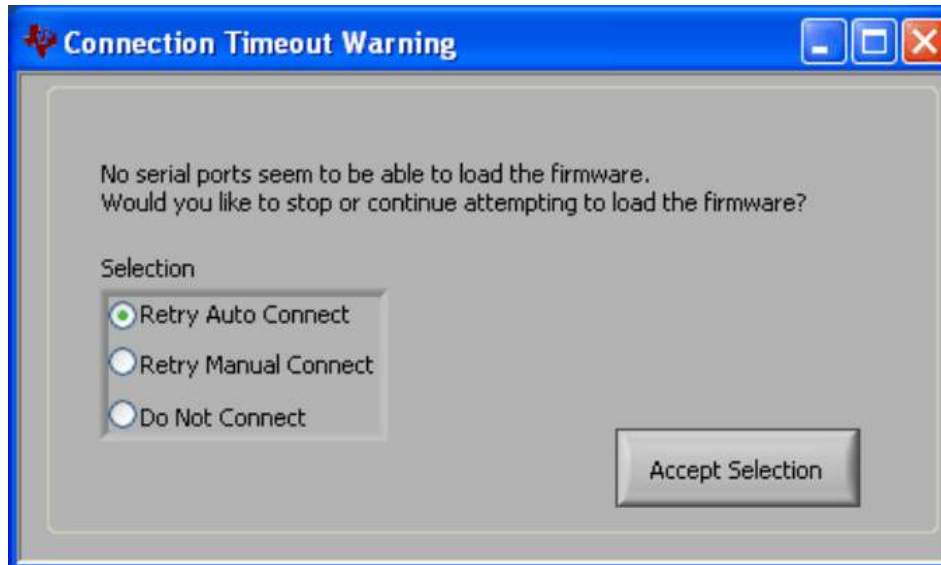 Connection Timeout Warning
No serial ports seem to be able to load the firmware.
Would you like to stop or continue attempting to load the firmware?
Selection
Retry Auto Connect
Retry Manual Connect
Do Not Connect
Accept Selection